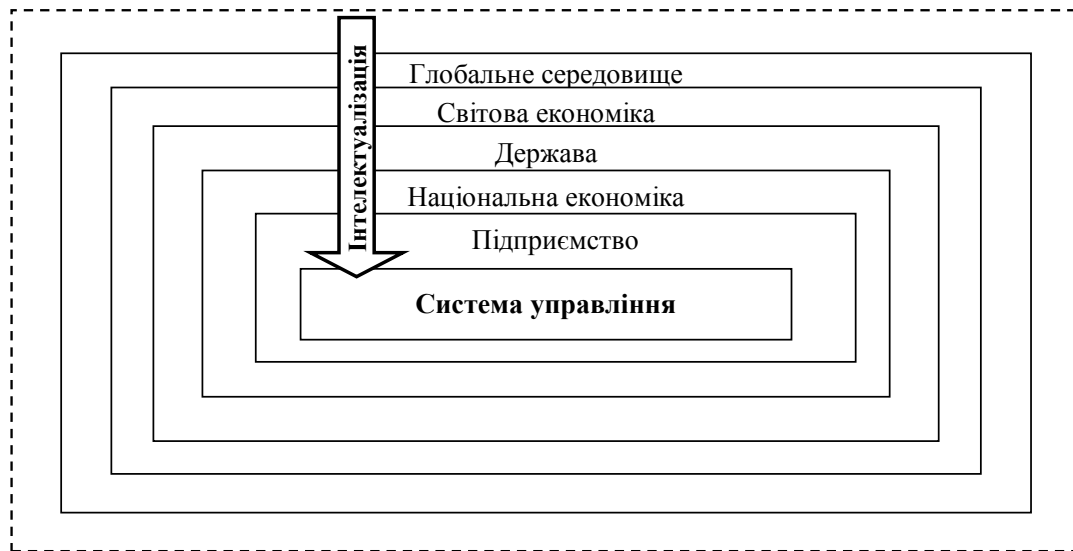 Інтелектуалізація
Глобальне середовище
Світова економіка
Держава
Національна економіка
Підприємство
Система управління